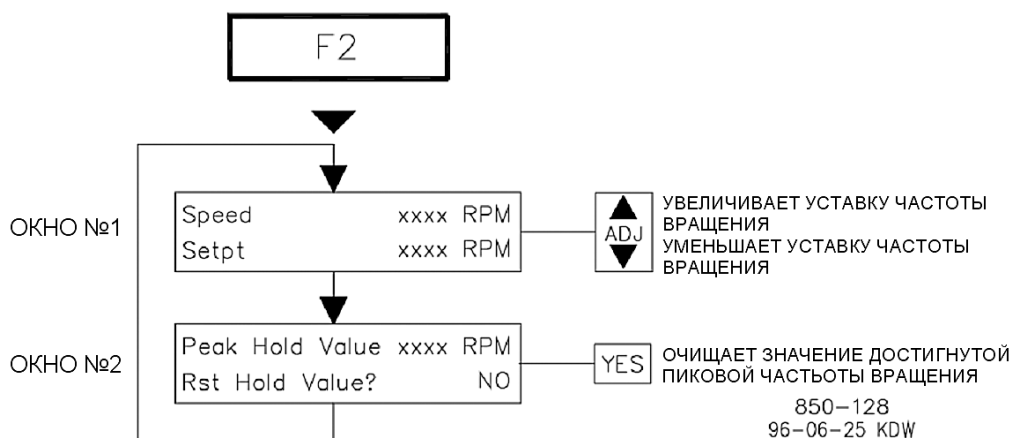 F2
ОКНО №1
Speed xxxx RPM
Setpt xxxx RPM
ADJ
УВЕЛИЧИВАЕТ УСТАВКУ ЧАСТОТЫ
ВРАЩЕНИЯ
УМЕНЬШАЕТ УСТАВКУ ЧАСТОТЫ
ВРАЩЕНИЯ
ОКНО №2
Peak Hold Value xxxx RPM
Rst Hold Value? NO
YES
ОЧИЩАЕТ ЗНАЧЕНИЕ ДОСТИГНУТОЙ
ПИКОВОЙ ЧАСТЬОТЫ ВРАЩЕНИЯ
850-128
96-06-25 KDW